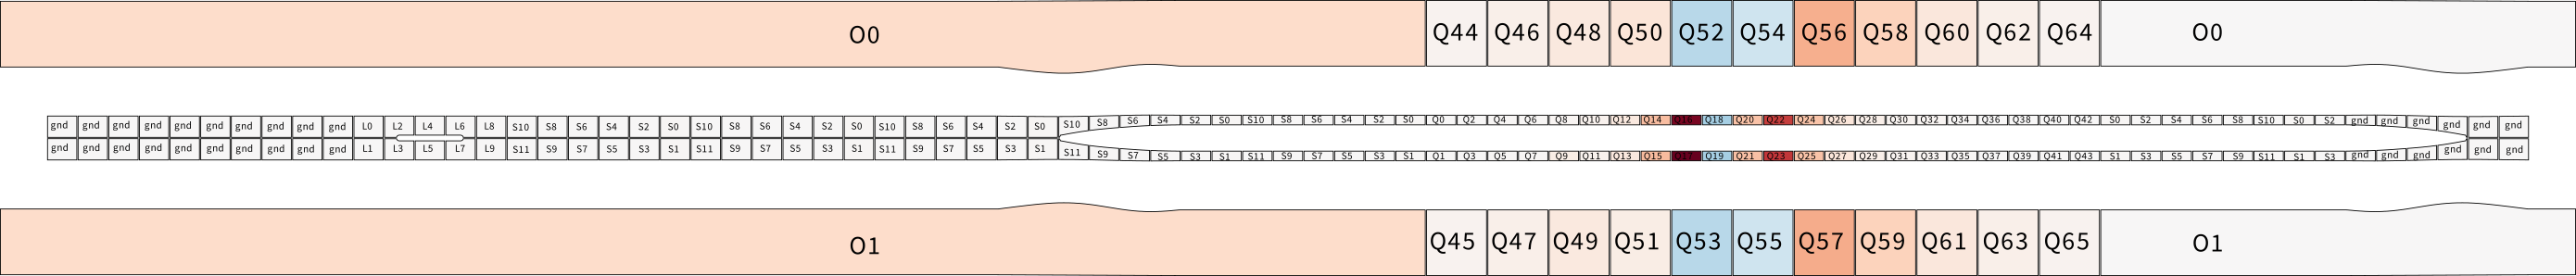 O0 Q44 Q46 Q48 Q50 Q52 Q54 Q56 Q58 Q60 Q62 Q64 O0
gnd gnd gnd gnd gnd gnd gnd gnd gnd gnd L0 L2 L4 L6 L8 S10 S8 S6 S4 S2 S0 S10 S8 S6 S4 S2 S0 S10 S8 S6 S4 S2 S0 S10 S8 S6 S4 S2 S0 S10 S8 S6 S4 S2 S0 Q0 Q2 Q4 Q6 Q8 Q10 Q12 Q14 Q16 Q18 Q20 Q22 Q24 Q26 Q28 Q30 Q32 Q34 Q36 Q38 Q40 Q42 S0 S2 S4 S6 S8 S10 S0 S2 gnd gnd gnd gnd gnd gnd
gnd gnd gnd gnd gnd gnd gnd gnd gnd gnd L1 L3 L5 L7 L9 S11 S9 S7 S5 S3 S1 S11 S9 S7 S5 S3 S1 S11 S9 S7 S5 S3 S1 S11 S9 S7 S5 S3 S1 S11 S9 S7 S5 S3 S1 Q1 Q3 Q5 Q7 Q9 Q11 Q13 Q15 Q17 Q19 Q21 Q23 Q25 Q27 Q29 Q31 Q33 Q35 Q37 Q39 Q41 Q43 S1 S3 S5 S7 S9 S11 S1 S3 gnd gnd gnd gnd gnd gnd
O1 Q45 Q47 Q49 Q51 Q53 Q55 Q57 Q59 Q61 Q63 Q65 O1